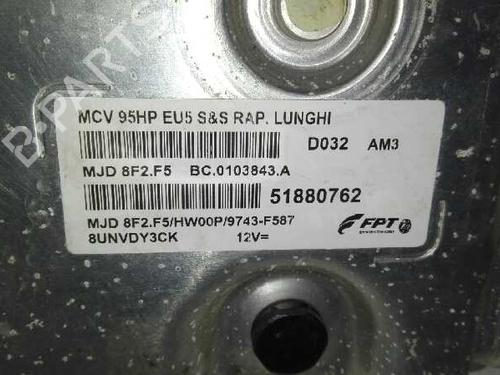 B-PARTS
MCV 95HP EU5 S&S RAP. LUNGHI
D032 AM3
MJD 8F2.F5 BC.0103843.A
51880762
MJD 8F2.F5/HW00P/9743-F587
8UNVDY3CK 12V=
FPT